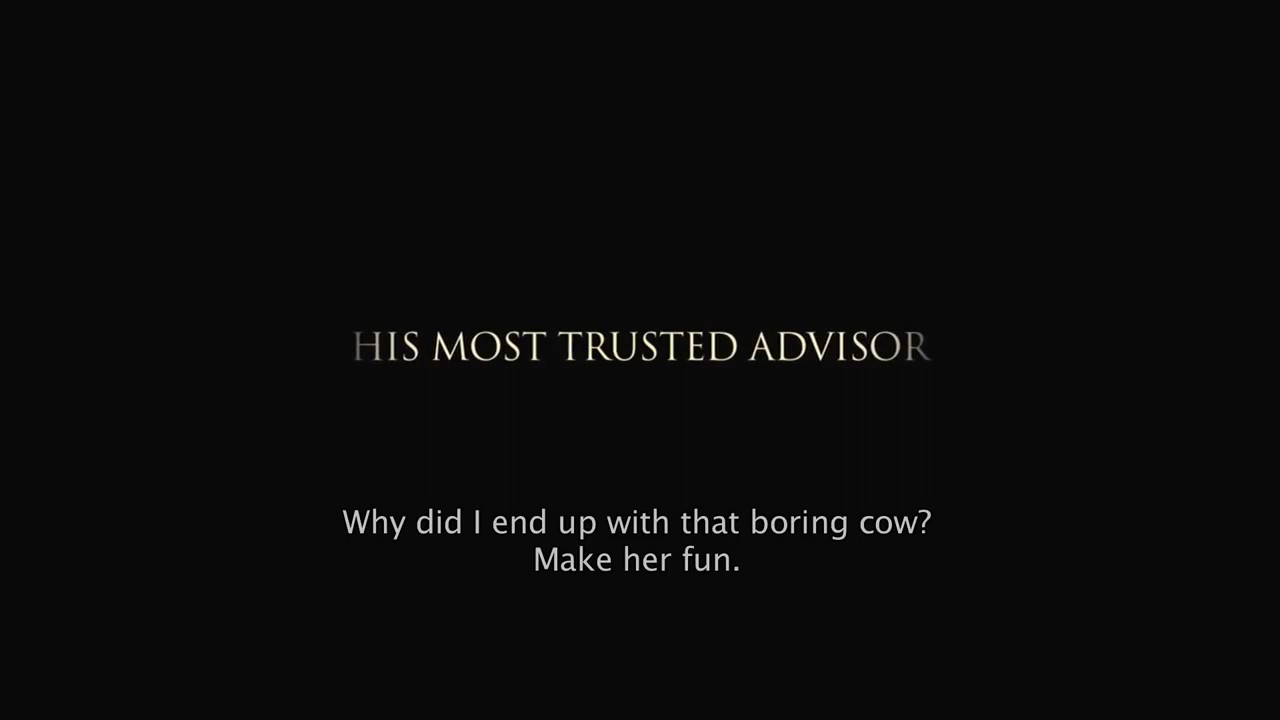 HIS MOST TRUSTED ADVISOR
Why did I end up with that boring cow?
Make her fun.